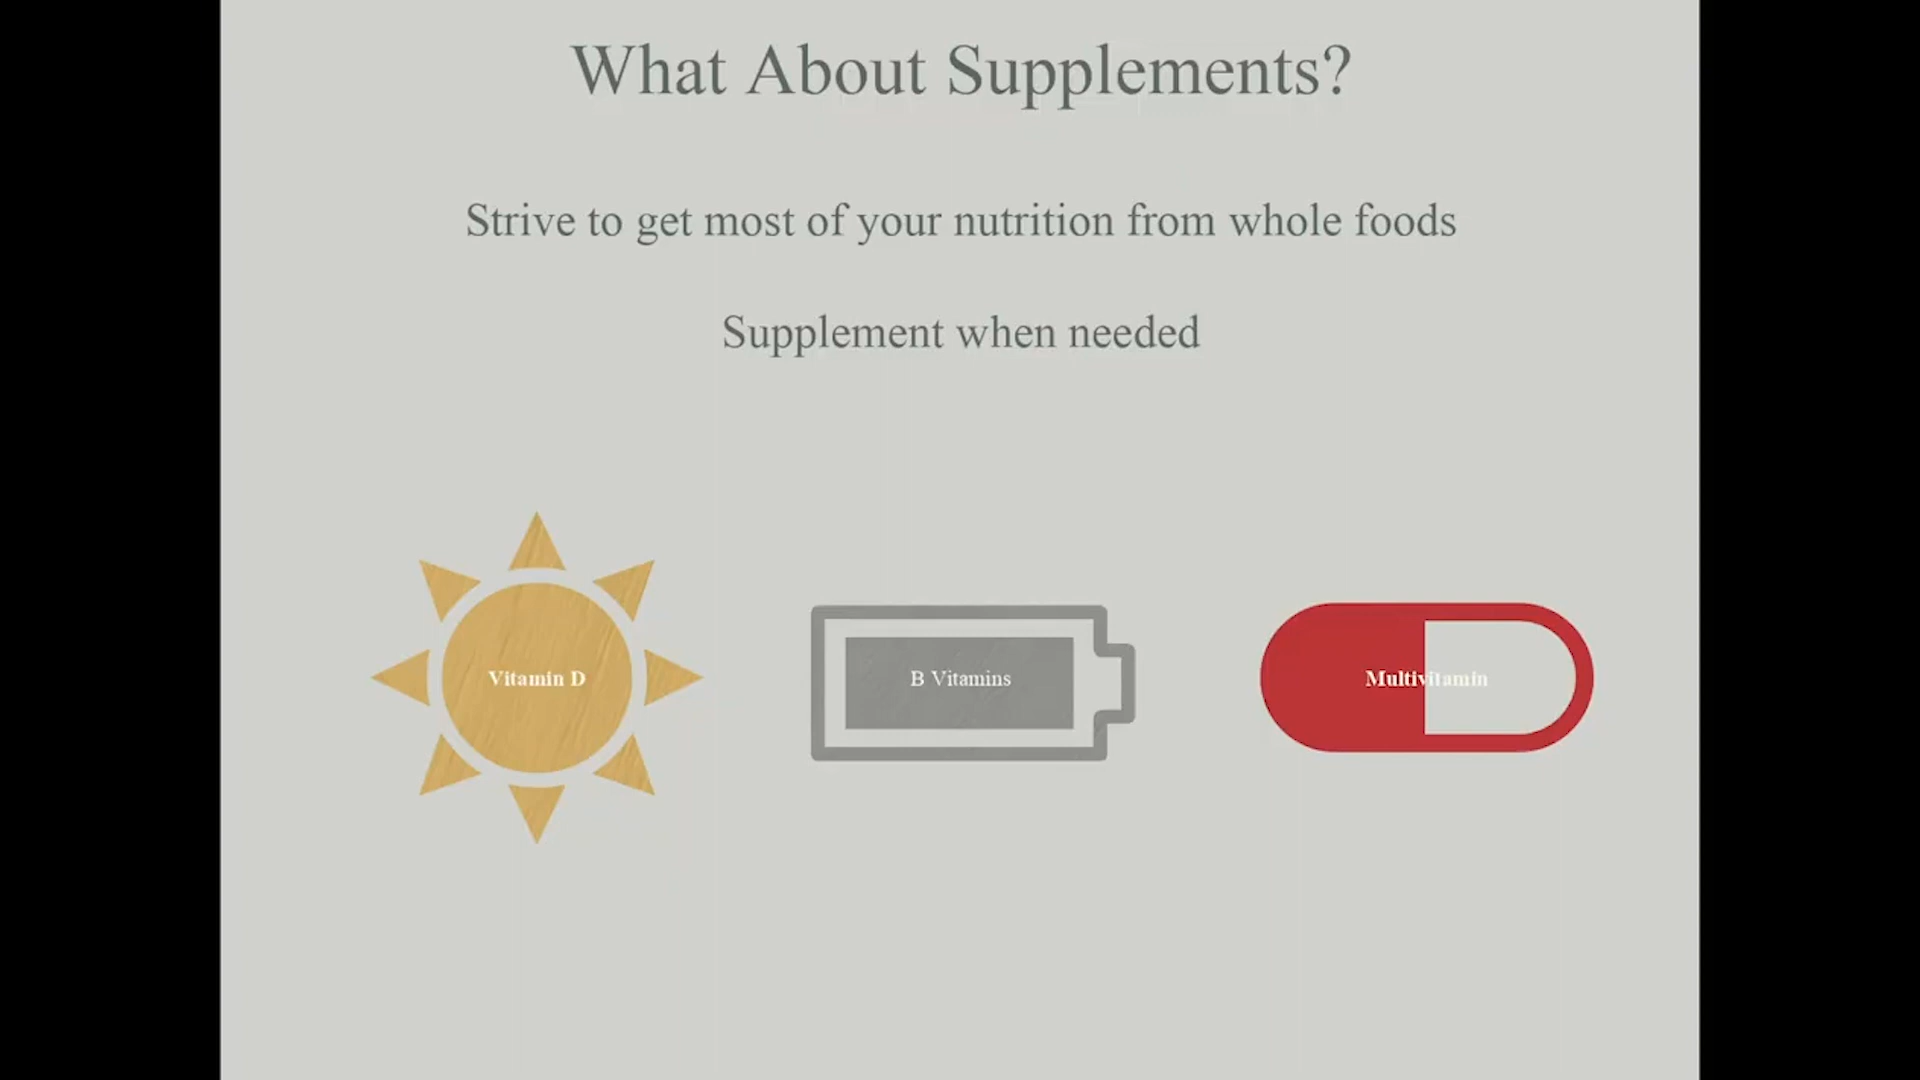 What About Supplements?
Strive to get most of your nutrition from whole foods
Supplement when needed
Vitamin D
B Vitamins
Multivitamin